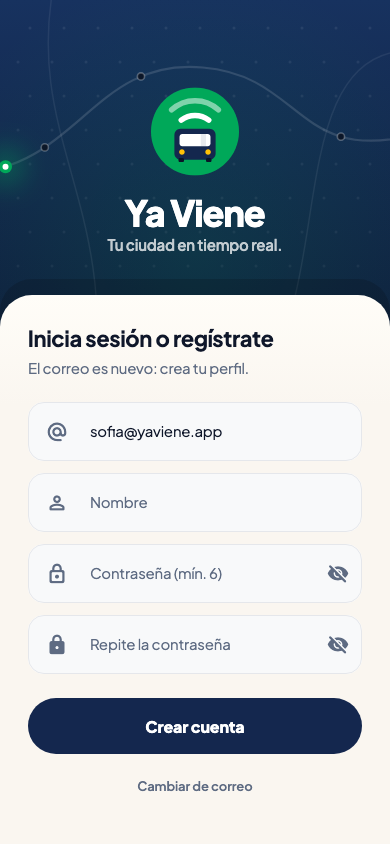 Ya Viene
Tu ciudad en tiempo real.
Inicia sesión o regístrate
El correo es nuevo: crea tu perfil.
sofia@yaviene.app
Nombre
Contraseña (mín. 6)
Repite la contraseña
Crear cuenta
Cambiar de correo